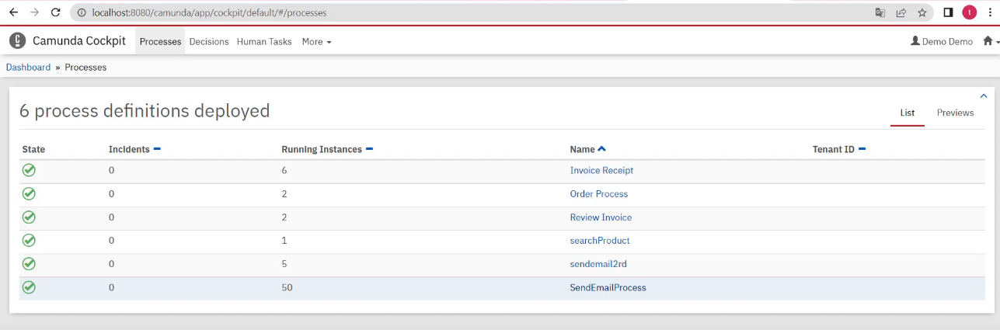 localhost:8080/camunda/app/cockpit/default/#/processes
t
Camunda Cockpit Processes Decisions Human Tasks More Demo Demo
Dashboard » Processes
6 process definitions deployed
List Previews
State Incidents Running Instances Name Tenant ID
0 6 Invoice Receipt
0 2 Order Process
0 2 Review Invoice
0 1 searchProduct
0 5 sendemail2rd
0 50 SendEmailProcess